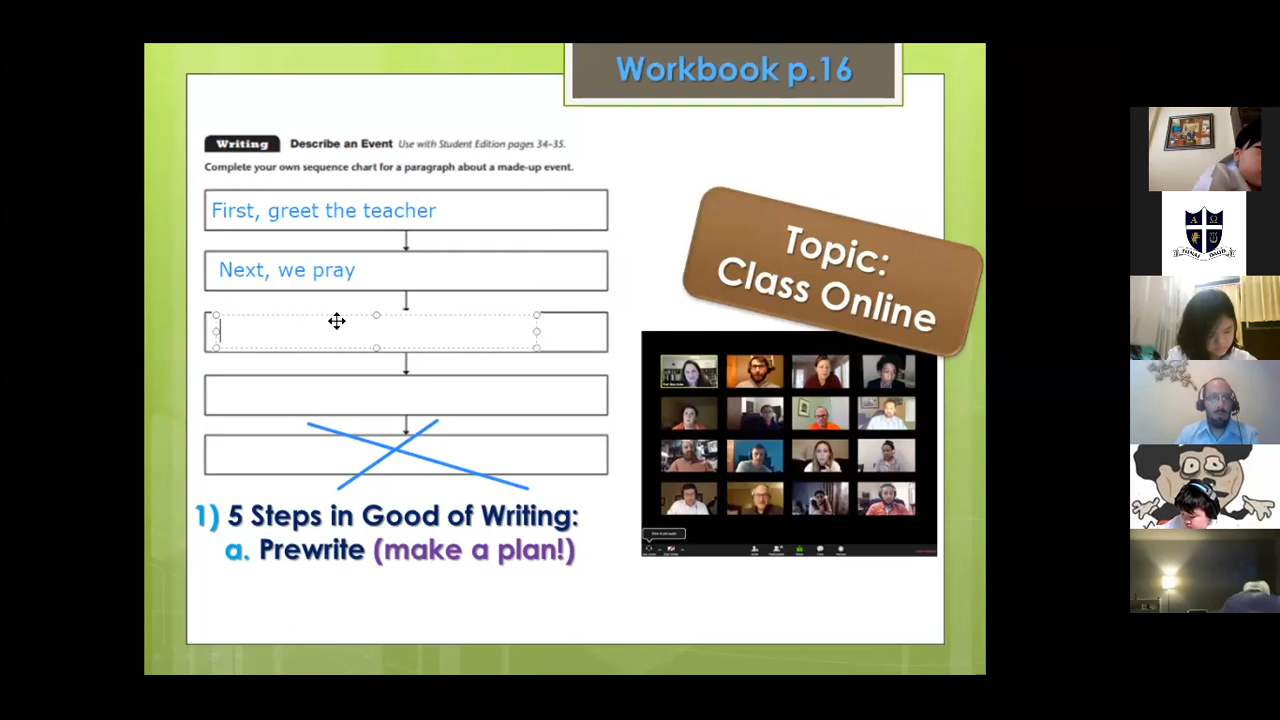 Workbook p.16
Writing Describe an Event Use with Student Edition pages 34–35.
Complete your own sequence chart for a paragraph about a made-up event.
First, greet the teacher
Next, we pray
Topic:
Class Online
1) 5 Steps in Good of Writing:
a. Prewrite (make a plan!)
Α Ω